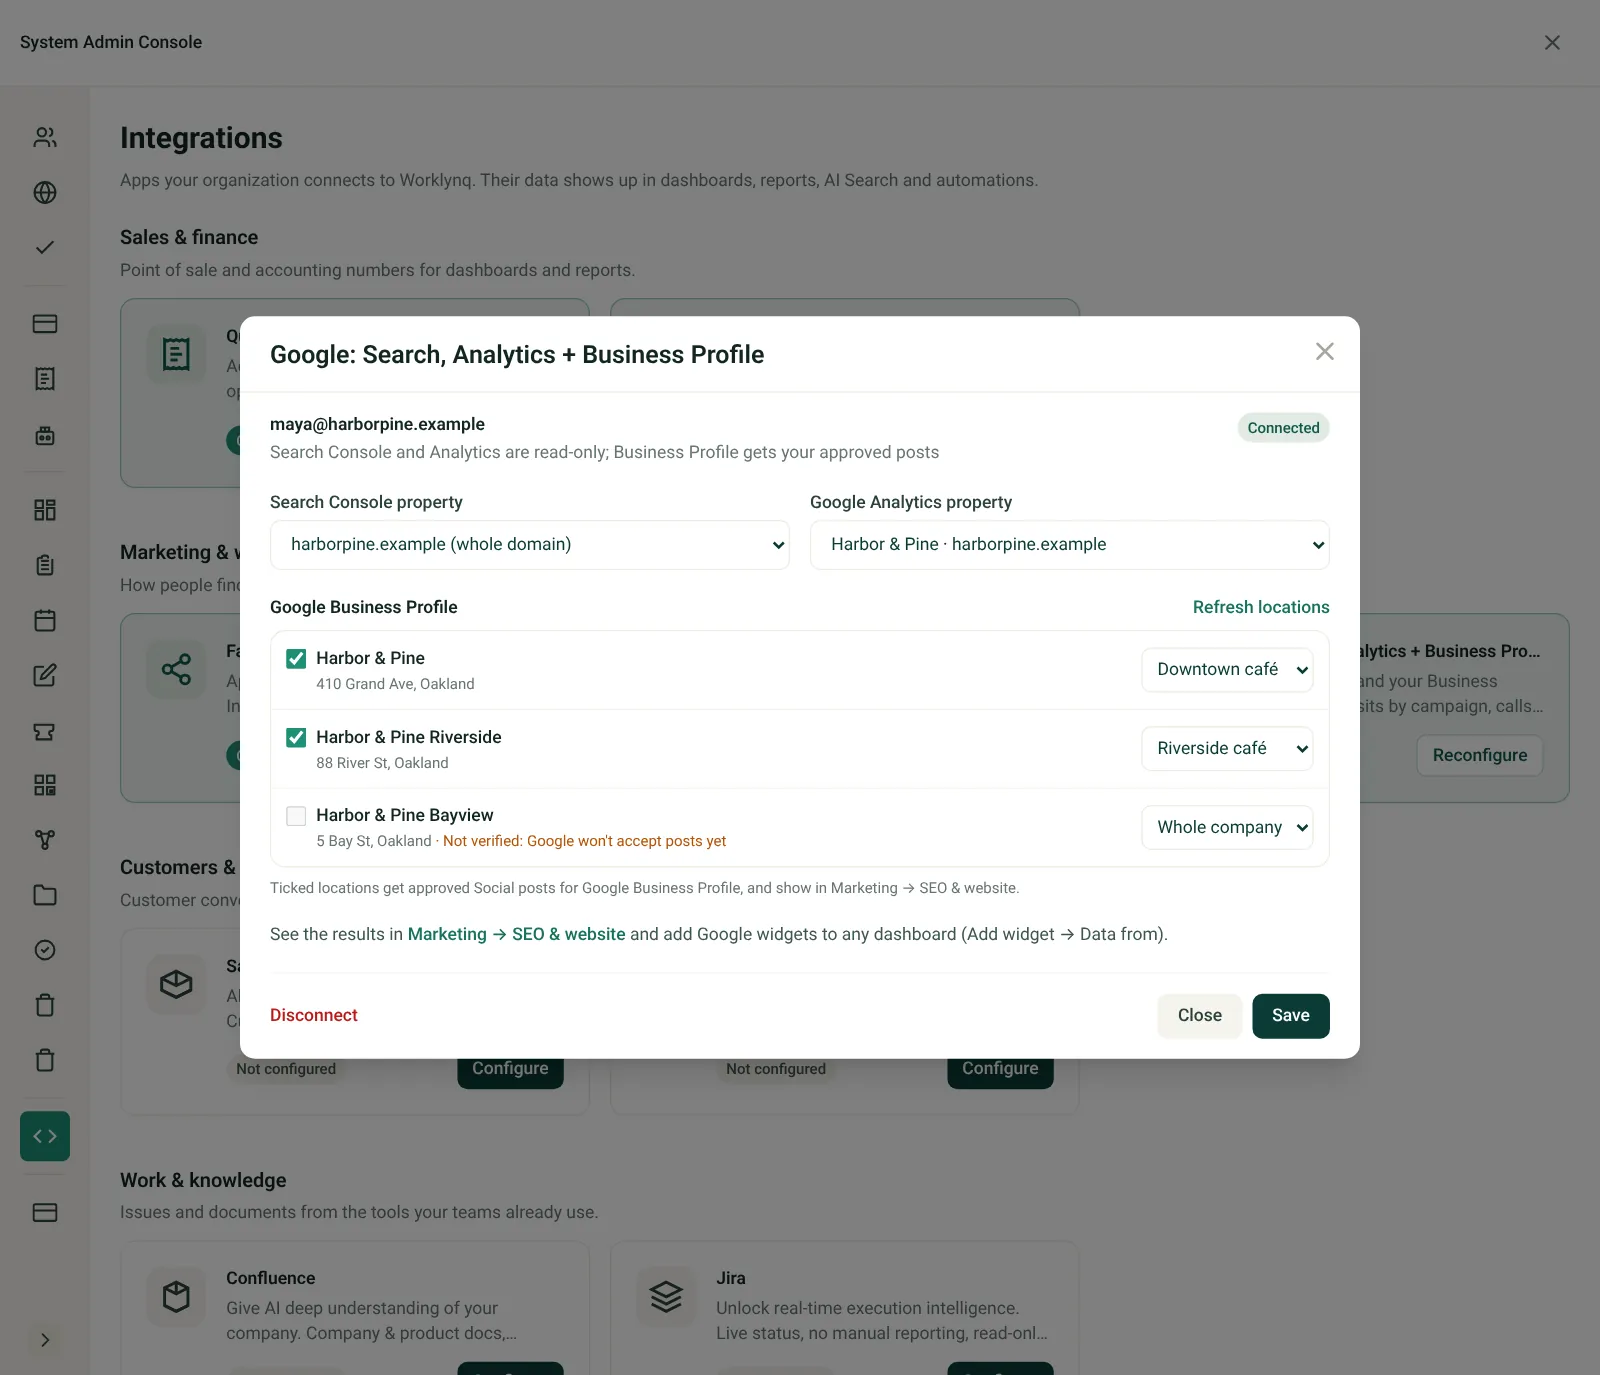 System Admin Console
Integrations
Apps your organization connects to Worklynq. Their data shows up in dashboards, reports, AI Search and automations.
Sales & finance
Point of sale and accounting numbers for dashboards and reports.
Google: Search, Analytics + Business Profile
maya@harborpine.example
Connected
Search Console and Analytics are read-only; Business Profile gets your approved posts
Search Console property
Google Analytics property
harborpine.example (whole domain)
Harbor & Pine · harborpine.example
Marketing &
How people
Google Business Profile
Refresh locations
Harbor & Pine
410 Grand Ave, Oakland
Downtown café
Harbor & Pine Riverside
88 River St, Oakland
Riverside café
Harbor & Pine Bayview
5 Bay St, Oakland · Not verified: Google won't accept posts yet
Whole company
+ Business Pro...
and your Business
by campaign, calls...
Reconfigure
Ticked locations get approved Social posts for Google Business Profile, and show in Marketing → SEO & website.
See the results in Marketing → SEO & website and add Google widgets to any dashboard (Add widget → Data from).
Disconnect
Close
Save
Customers &
Customer
Not configured
Configure
Not configured
Configure
Work & knowledge
Issues and documents from the tools your teams already use.
Confluence
Give AI deep understanding of your
company. Company & product docs,...
Jira
Unlock real-time execution intelligence.
Live status, no manual reporting, read-onl...